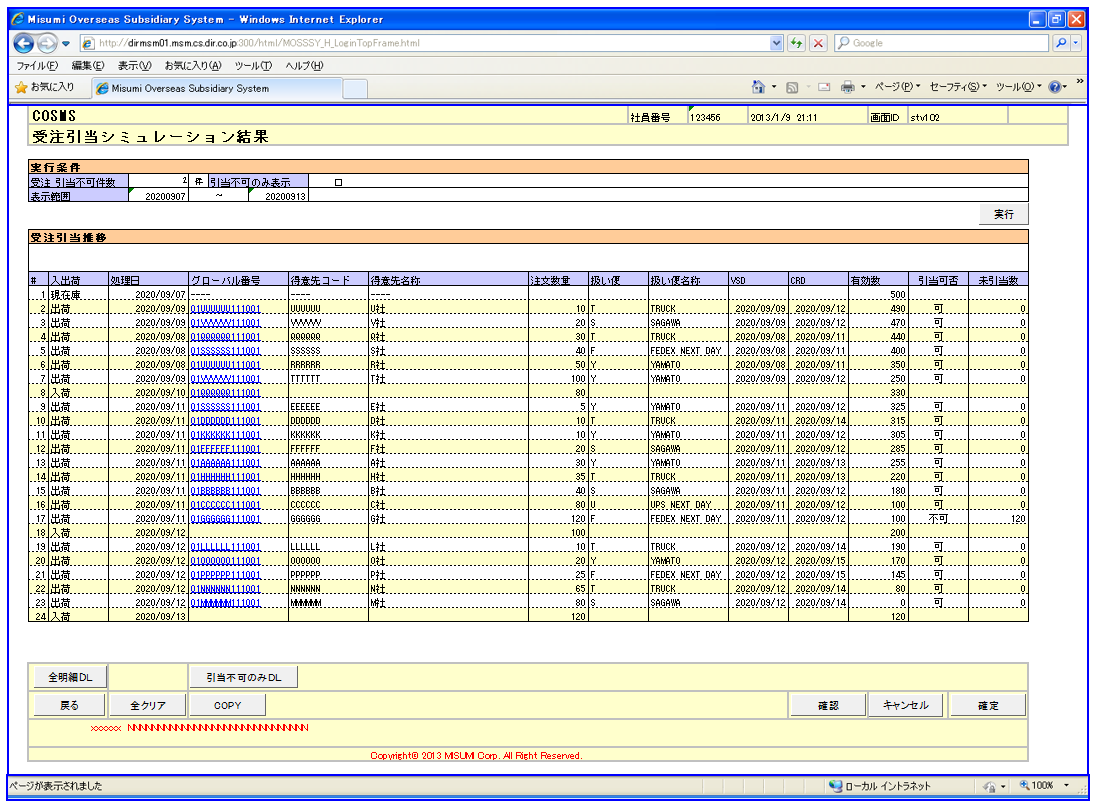 Misumi Overseas Subsidiary System - Windows Internet Explorer
http://dirmsm01.msm.cs.dir.co.jp:300/html/MOSSSY_H_LoginTopFrame.html Google
ファイル(F) 編集(E) 表示(V) お気に入り(A) ツール(T) ヘルプ(H)
お気に入り Misumi Overseas Subsidiary System ページ(P) セーフティ(S) ツール(O) »
COSMS 社員番号 123456 2013/1/9 21:11 画面ID stvl02
受注引当シミュレーション結果
実行条件
受注 引当不可件数 2 件 引当不可のみ表示 □
表示範囲 20200907 ~ 20200913
実行
受注引当推移
# 入出荷 処理日 グローバル番号 得意先コード 得意先名称 注文数量 扱い便 扱い便名称 VSD CRD 有効数 引当可否 未引当数
1 現在庫 2020/09/07 ---- ---- ---- 500
2 出荷 2020/09/09 01UUUUUU111001 UUUUUU U社 10 T TRUCK 2020/09/09 2020/09/12 490 可 0
3 出荷 2020/09/09 01VVVVVV111001 VVVVVV V社 20 S SAGAWA 2020/09/09 2020/09/12 470 可 0
4 出荷 2020/09/08 01QQQQQQ111001 QQQQQQ Q社 30 T TRUCK 2020/09/08 2020/09/11 440 可 0
5 出荷 2020/09/08 01SSSSSS111001 SSSSSS S社 40 F FEDEX NEXT DAY 2020/09/08 2020/09/11 400 可 0
6 出荷 2020/09/08 01UUUUUU111001 RRRRRR R社 50 Y YAMATO 2020/09/08 2020/09/11 350 可 0
7 出荷 2020/09/09 01VVVVVV111001 TTTTTT T社 100 Y YAMATO 2020/09/09 2020/09/12 250 可 0
8 入荷 2020/09/10 01QQQQQQ111001 80 330
9 出荷 2020/09/11 01SSSSSS111001 EEEEEE E社 5 Y YAMATO 2020/09/11 2020/09/12 325 可 0
10 出荷 2020/09/11 01DDDDDD111001 DDDDDD D社 10 T TRUCK 2020/09/11 2020/09/14 315 可 0
11 出荷 2020/09/11 01KKKKKK111001 KKKKKK K社 10 Y YAMATO 2020/09/11 2020/09/12 305 可 0
12 出荷 2020/09/11 01FFFFFF111001 FFFFFF F社 20 S SAGAWA 2020/09/11 2020/09/12 285 可 0
13 出荷 2020/09/11 01AAAAAA111001 AAAAAA A社 30 Y YAMATO 2020/09/11 2020/09/13 255 可 0
14 出荷 2020/09/11 01HHHHHH111001 HHHHHH H社 35 T TRUCK 2020/09/11 2020/09/13 220 可 0
15 出荷 2020/09/11 01BBBBBB111001 BBBBBB B社 40 S SAGAWA 2020/09/11 2020/09/12 180 可 0
16 出荷 2020/09/11 01CCCCCC111001 CCCCCC C社 80 U UPS NEXT DAY 2020/09/11 2020/09/12 100 可 0
17 出荷 2020/09/11 01GGGGGG111001 GGGGGG G社 120 F FEDEX NEXT DAY 2020/09/11 2020/09/12 100 不可 120
18 入荷 2020/09/12 100 200
19 出荷 2020/09/12 01LLLLLL111001 LLLLLL L社 10 T TRUCK 2020/09/12 2020/09/14 190 可 0
20 出荷 2020/09/12 01OOOOOO111001 OOOOOO O社 20 Y YAMATO 2020/09/12 2020/09/15 170 可 0
21 出荷 2020/09/12 01PPPPPP111001 PPPPPP P社 25 F FEDEX NEXT DAY 2020/09/12 2020/09/15 145 可 0
22 出荷 2020/09/12 01NNNNNN111001 NNNNNN N社 65 T TRUCK 2020/09/12 2020/09/14 80 可 0
23 出荷 2020/09/12 01MMMMMM111001 MMMMMM M社 80 S SAGAWA 2020/09/12 2020/09/14 0 可 0
24 入荷 2020/09/13 120 120
全明細DL 引当不可のみDL
戻る 全クリア COPY 確認 キャンセル 確定
xxxxxx NNNNNNNNNNNNNNNNNNNNNNNNN
Copyright© 2013 MISUMI Corp. All Right Reserved.
ページが表示されました ローカル イントラネット 100%